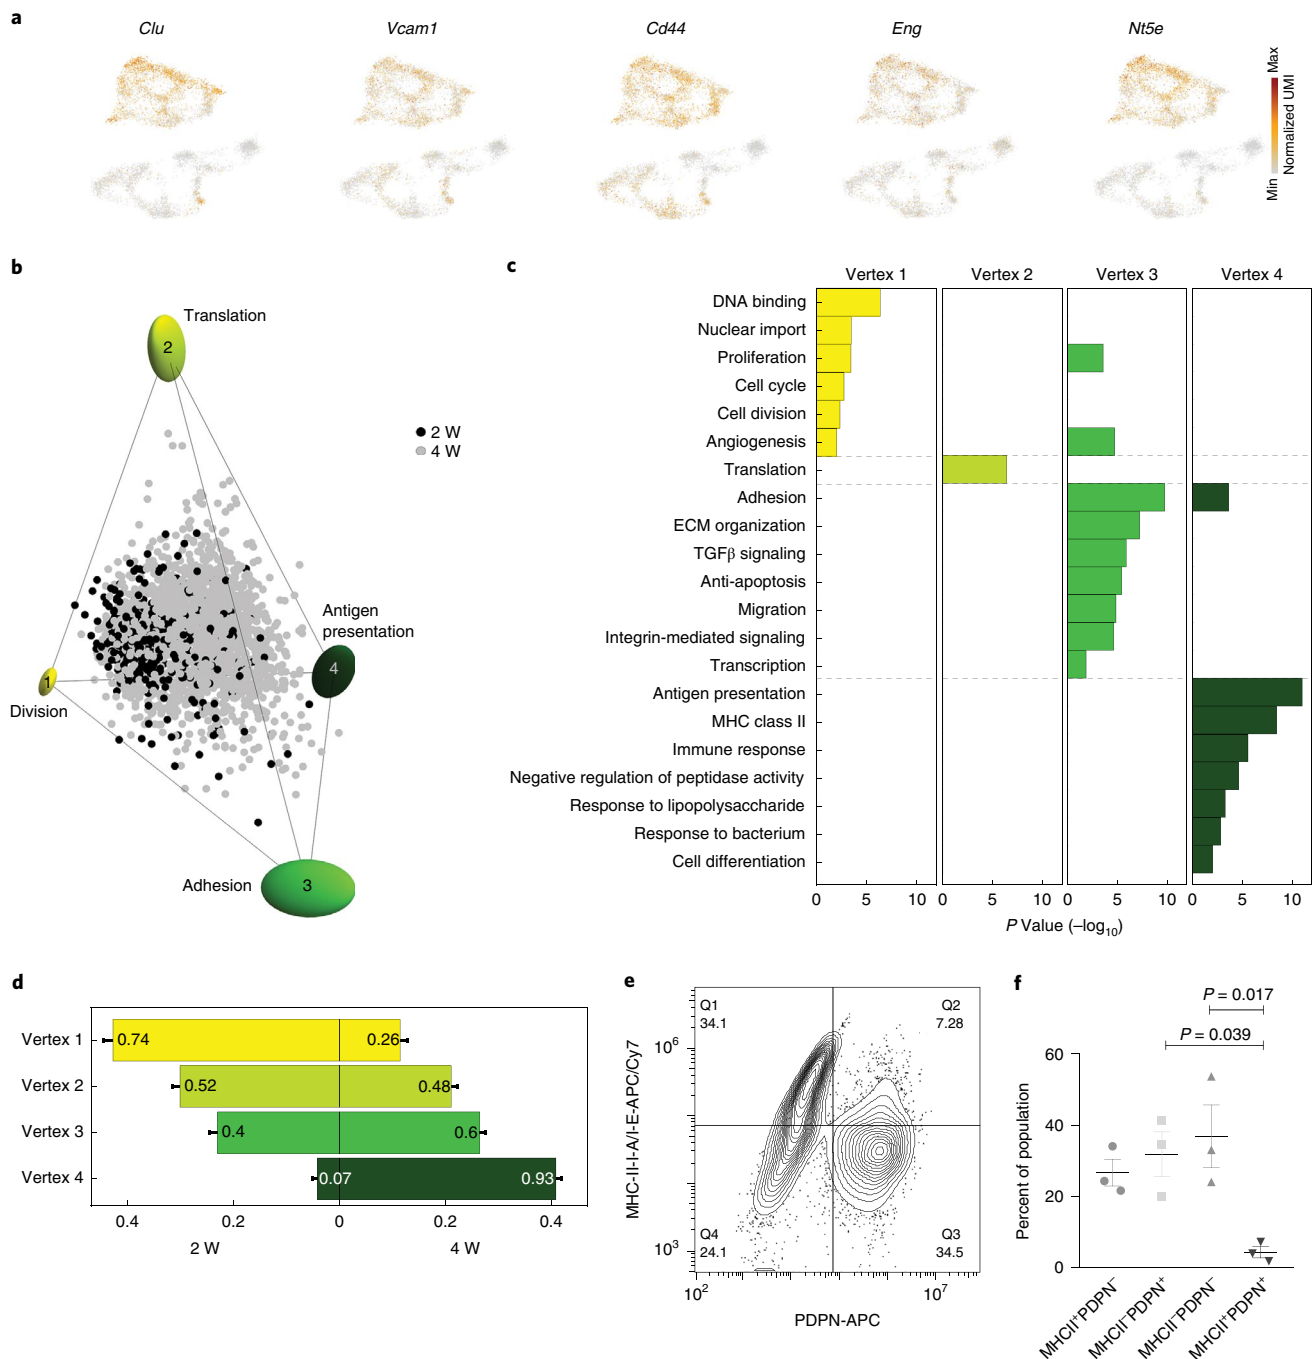 a
Clu
Vcam1
Cd44
Eng
Nt5e
Min
Max
Normalized UMI
b
Translation
2
2 W
4 W
Antigen
presentation
4
1
Division
Adhesion
3
c
Vertex 1
Vertex 2
Vertex 3
Vertex 4
DNA binding
Nuclear import
Proliferation
Cell cycle
Cell division
Angiogenesis
Translation
Adhesion
ECM organization
TGFβ signaling
Anti-apoptosis
Migration
Integrin-mediated signaling
Transcription
Antigen presentation
MHC class II
Immune response
Negative regulation of peptidase activity
Response to lipopolysaccharide
Response to bacterium
Cell differentiation
0 5 10 0 5 10 0 5 10 0 5 10
P Value (–log10)
d
Vertex 1 0.74 0.26
Vertex 2 0.52 0.48
Vertex 3 0.4 0.6
Vertex 4 0.07 0.93
0.4 0.2 0 0.2 0.4
2 W 4 W
e
Q1
34.1
Q2
7.28
Q4
24.1
Q3
34.5
10^6
10^3
10^2
10^7
MHC-II-I-A/I-E-APC/Cy7
PDPN-APC
f
P = 0.017
P = 0.039
60
40
20
0
Percent of population
MHCII+PDPN–
MHCII–PDPN+
MHCII–PDPN–
MHCII+PDPN+